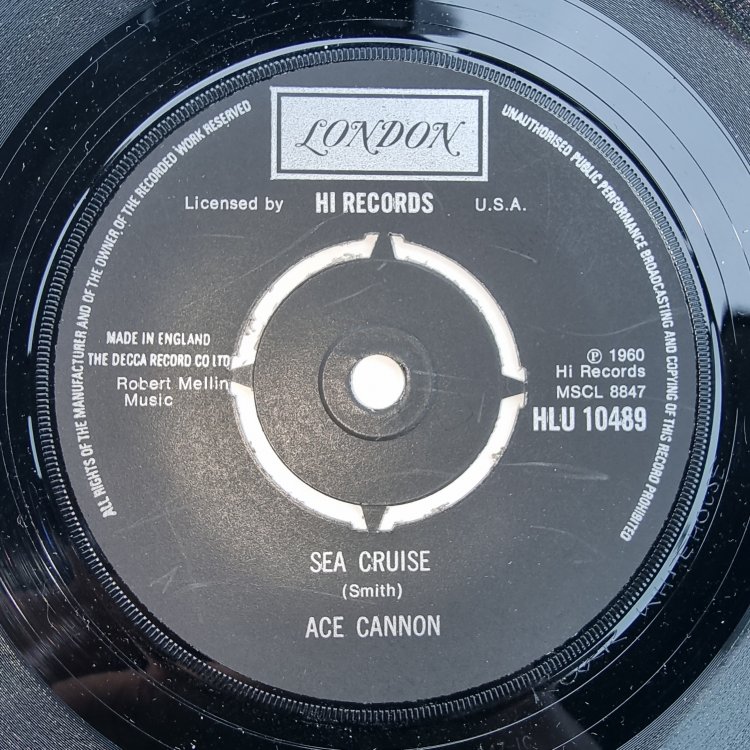 LONDON
Licensed by HI RECORDS U.S.A.
ALL RIGHTS OF THE MANUFACTURER AND OF THE OWNER OF THE RECORDED WORK RESERVED
UNAUTHORISED PUBLIC PERFORMANCE BROADCASTING AND COPYING OF THIS RECORD PROHIBITED
MADE IN ENGLAND
THE DECCA RECORD CO LTD
Robert Mellin
Music
℗ 1960
Hi Records
MSCL 8847
HLU 10489
SEA CRUISE
(Smith)
ACE CANNON